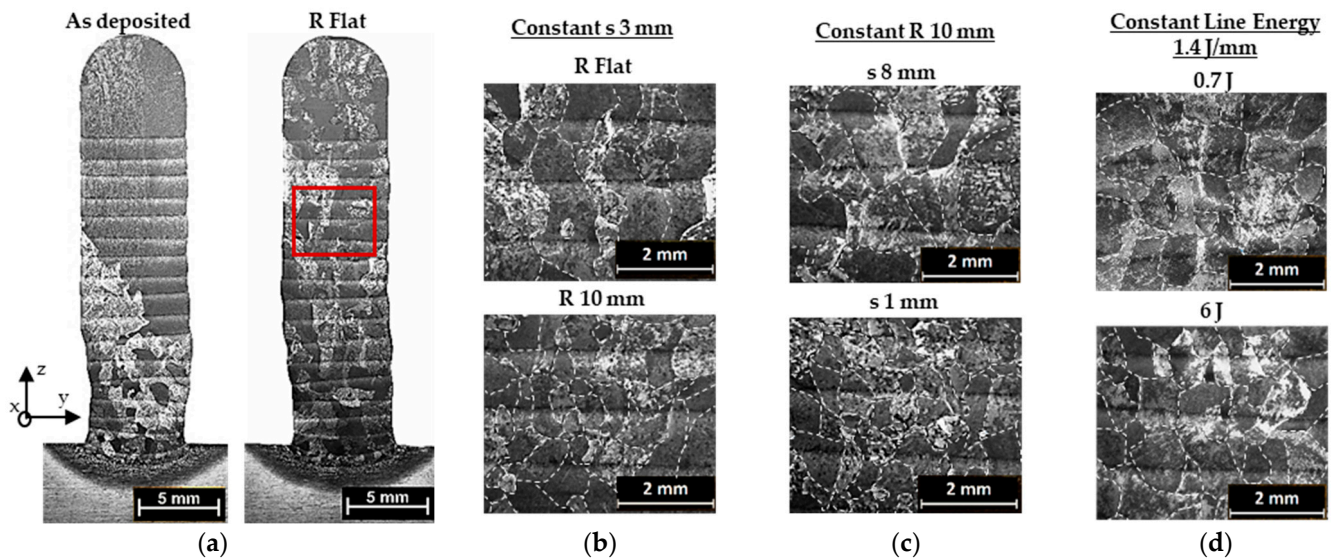 As deposited
R Flat
z
x
y
5 mm
5 mm
(a)
Constant s 3 mm
R Flat
2 mm
R 10 mm
2 mm
(b)
Constant R 10 mm
s 8 mm
2 mm
s 1 mm
2 mm
(c)
Constant Line Energy
1.4 J/mm
0.7 J
2 mm
6 J
2 mm
(d)